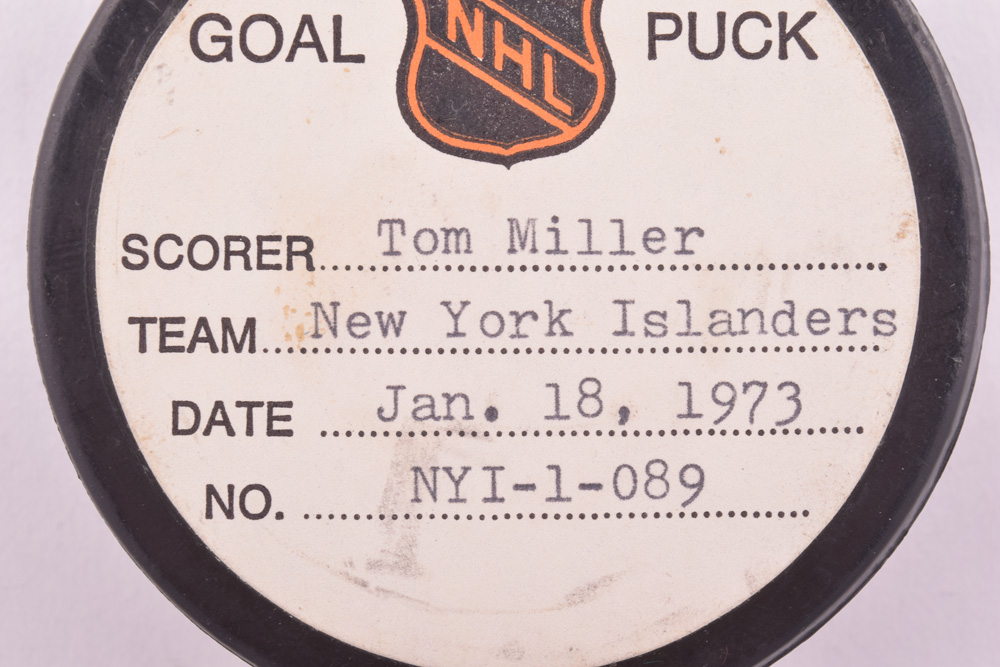 GOAL NHL PUCK
SCORER Tom Miller
TEAM New York Islanders
DATE Jan. 18, 1973
NO. NYI-1-089